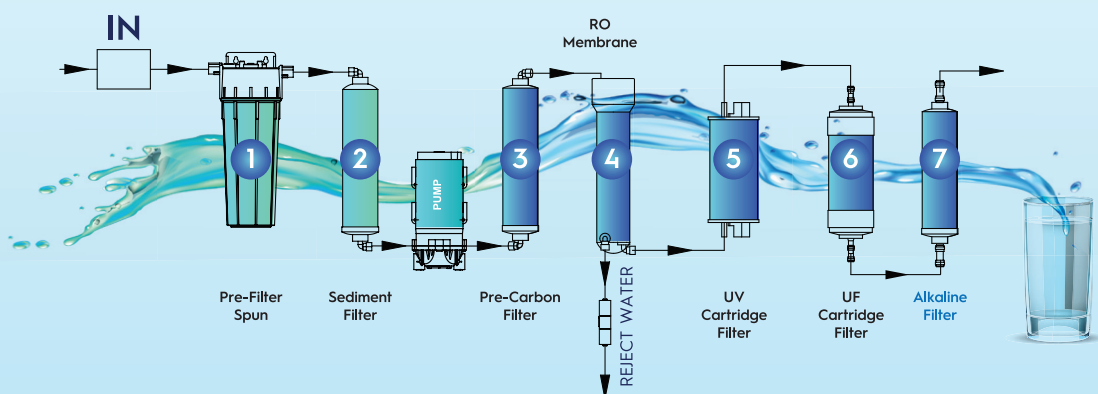 IN
RO
Membrane
1
2
PUMP
3
4
5
6
7
Pre-Filter
Spun
Sediment
Filter
Pre-Carbon
Filter
REJECT WATER
UV
Cartridge
Filter
UF
Cartridge
Filter
Alkaline
Filter